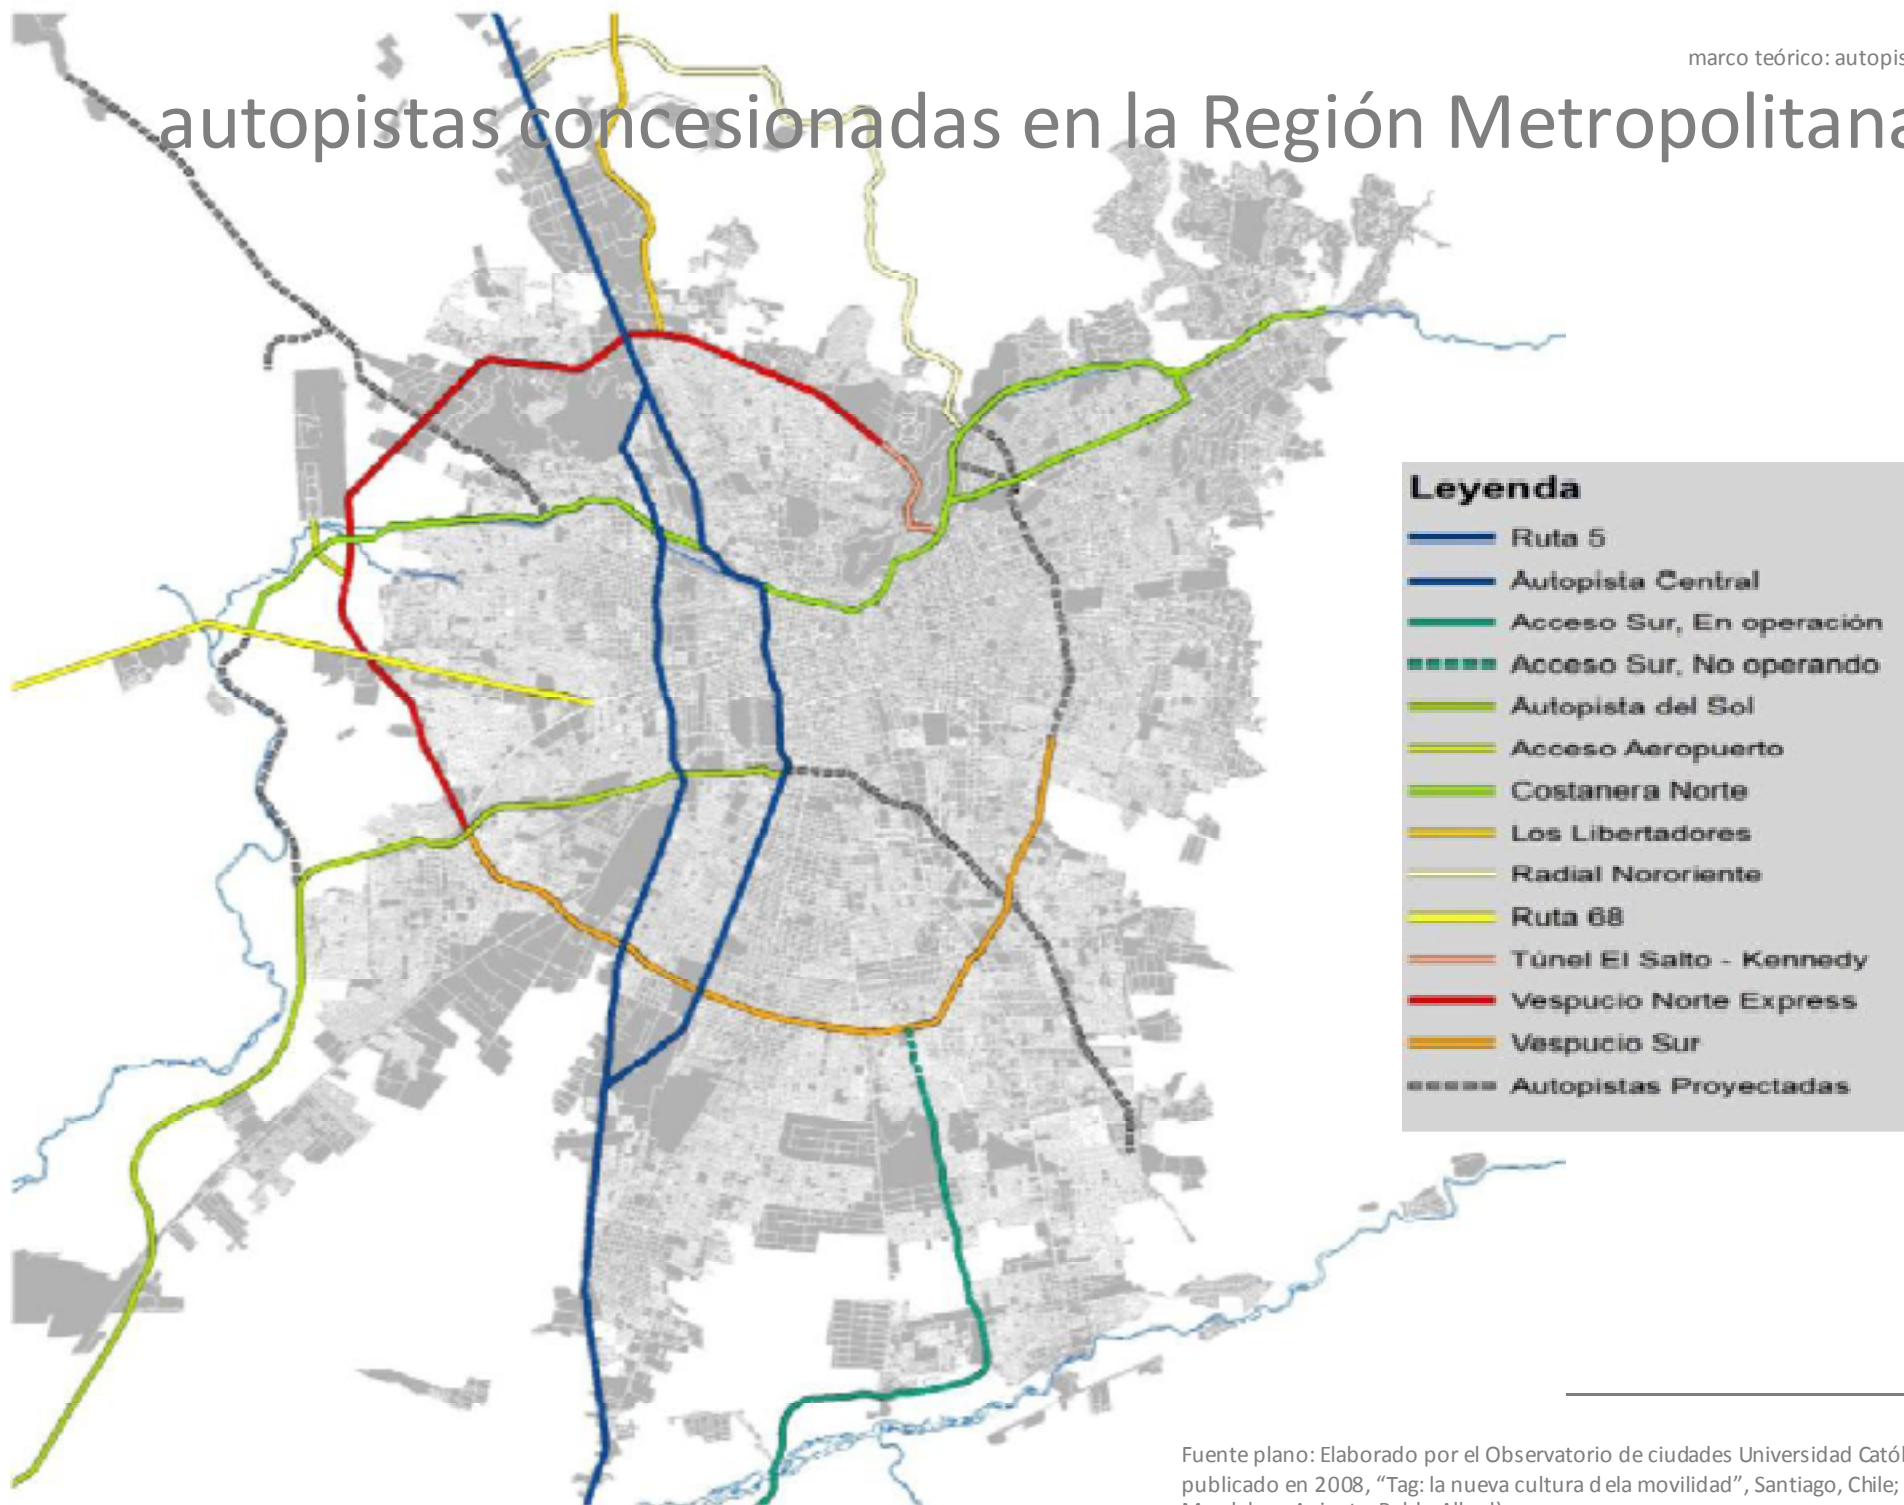 marco teórico: autopis
autopistas concesionadas en la Región Metropolitana
Leyenda
Ruta 5
Autopista Central
Acceso Sur, En operación
Acceso Sur, No operando
Autopista del Sol
Acceso Aeropuerto
Costanera Norte
Los Libertadores
Radial Nororiente
Ruta 68
Túnel El Salto - Kennedy
Vespucio Norte Express
Vespucio Sur
Autopistas Proyectadas
Fuente plano: Elaborado por el Observatorio de ciudades Universidad Catól
publicado en 2008, “Tag: la nueva cultura dela movilidad”, Santiago, Chile: